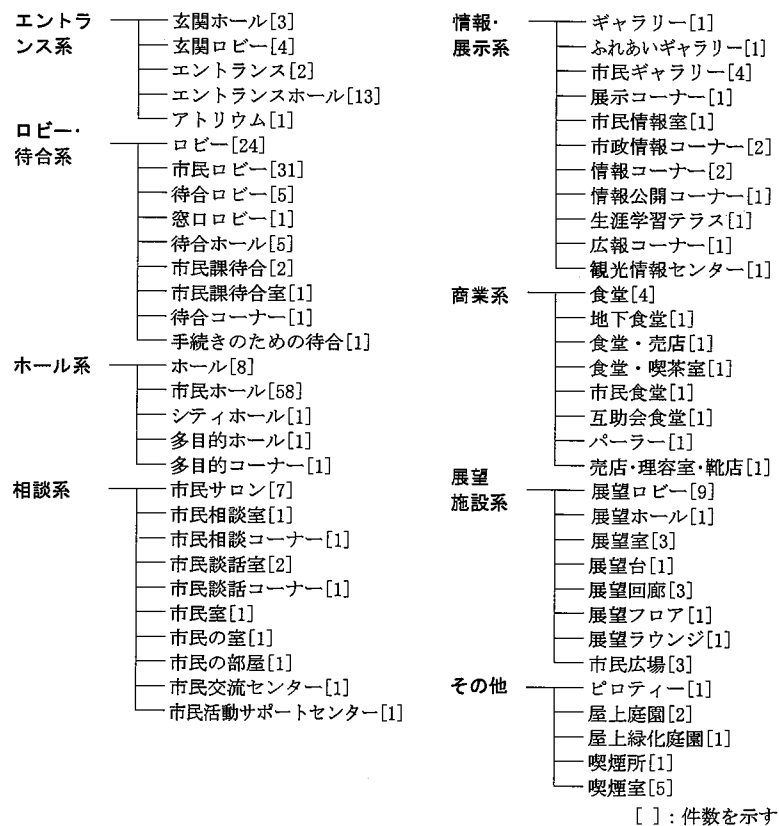 エントランス系
玄関ホール[3]
玄関ロビー[4]
エントランス[2]
エントランスホール[13]
アトリウム[1]
ロビー・待合系
ロビー[24]
市民ロビー[31]
待合ロビー[5]
窓口ロビー[1]
待合ホール[5]
市民課待合[2]
市民課待合室[1]
待合コーナー[1]
手続きのための待合[1]
ホール系
ホール[8]
市民ホール[58]
シティホール[1]
多目的ホール[1]
多目的コーナー[1]
相談系
市民サロン[7]
市民相談室[1]
市民相談コーナー[1]
市民談話室[2]
市民談話コーナー[1]
市民室[1]
市民の室[1]
市民の部屋[1]
市民交流センター[1]
市民活動サポートセンター[1]
情報・展示系
ギャラリー[1]
ふれあいギャラリー[1]
市民ギャラリー[4]
展示コーナー[1]
市民情報室[1]
市政情報コーナー[2]
情報コーナー[2]
情報公開コーナー[1]
生涯学習テラス[1]
広報コーナー[1]
観光情報センター[1]
商業系
食堂[4]
地下食堂[1]
食堂・売店[1]
食堂・喫茶室[1]
市民食堂[1]
互助会食堂[1]
パーラー[1]
売店・理容室・靴店[1]
展望施設系
展望ロビー[9]
展望ホール[1]
展望室[3]
展望台[1]
展望回廊[3]
展望フロア[1]
展望ラウンジ[1]
市民広場[3]
その他
ピロティー[1]
屋上庭園[2]
屋上緑化庭園[1]
喫煙所[1]
喫煙室[5]
[ ]：件数を示す